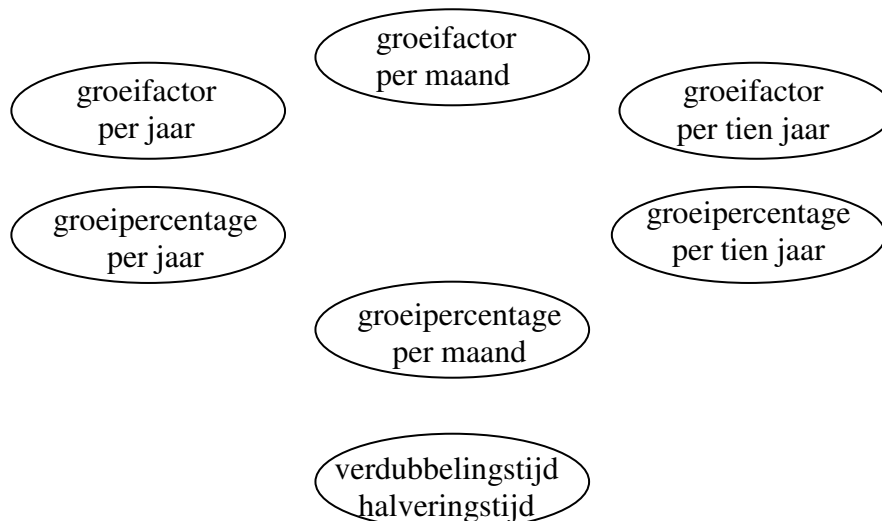 groeifactor
per maand
groeifactor
per jaar
groeifactor
per tien jaar
groeipercentage
per jaar
groeipercentage
per tien jaar
groeipercentage
per maand
verdubbelingstijd
halveringstijd